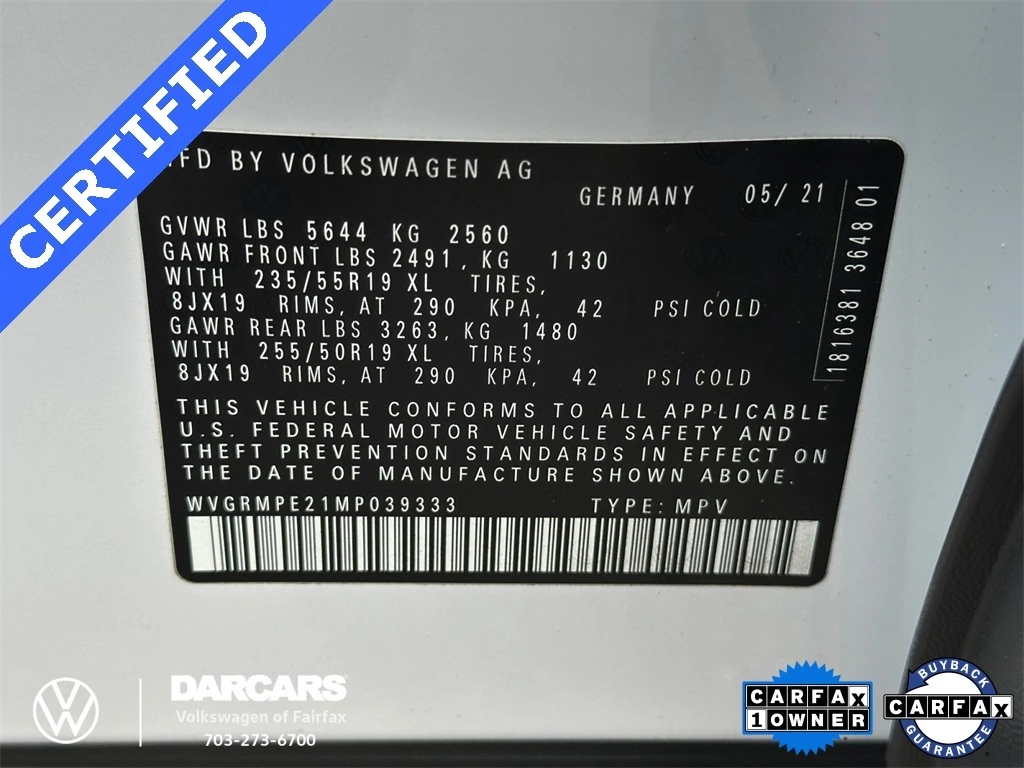 CERTIFIED
MFD BY VOLKSWAGEN AG
GERMANY 05/ 21
GVWR LBS 5644 KG 2560
GAWR FRONT LBS 2491, KG 1130
WITH 235/55R19 XL TIRES,
8JX19 RIMS, AT 290 KPA, 42 PSI COLD
GAWR REAR LBS 3263, KG 1480
WITH 255/50R19 XL TIRES,
8JX19 RIMS, AT 290 KPA, 42 PSI COLD
THIS VEHICLE CONFORMS TO ALL APPLICABLE
U.S. FEDERAL MOTOR VEHICLE SAFETY AND
THEFT PREVENTION STANDARDS IN EFFECT ON
THE DATE OF MANUFACTURE SHOWN ABOVE.
WVGRMPE21MP039333 TYPE: MPV
1816381 3648 01
DARCARS
Volkswagen of Fairfax
703-273-6700
CARFAX
1 OWNER
BUYBACK
CARFAX
GUARANTEE